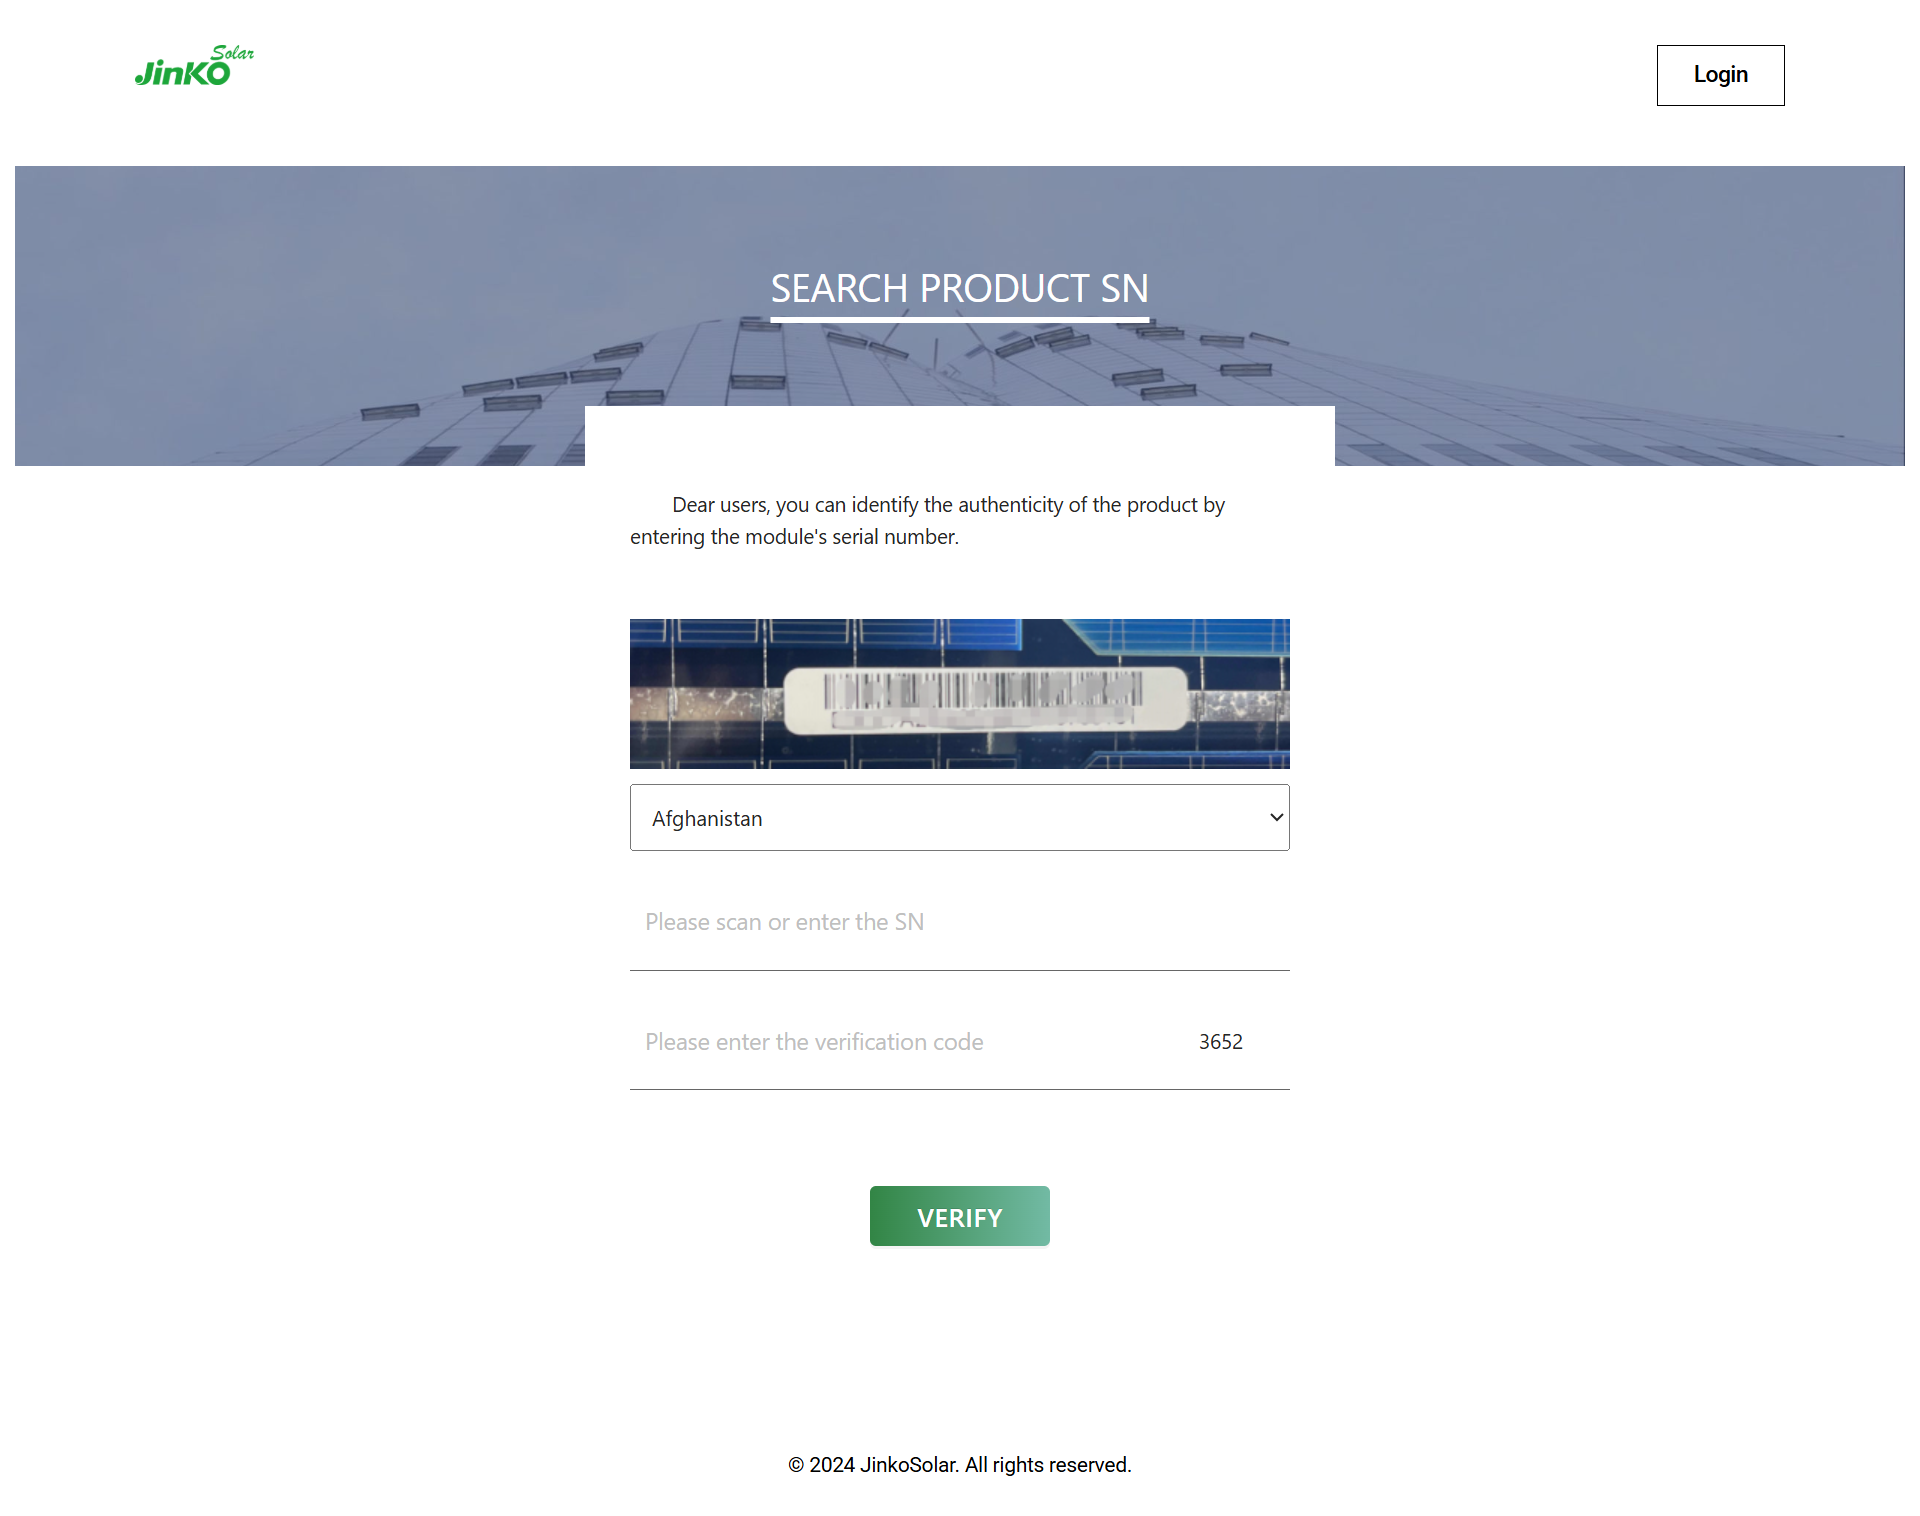 JinKO Solar
Login
SEARCH PRODUCT SN
Dear users, you can identify the authenticity of the product by
entering the module's serial number.
Afghanistan
Please scan or enter the SN
Please enter the verification code
3652
VERIFY
© 2024 JinkoSolar. All rights reserved.